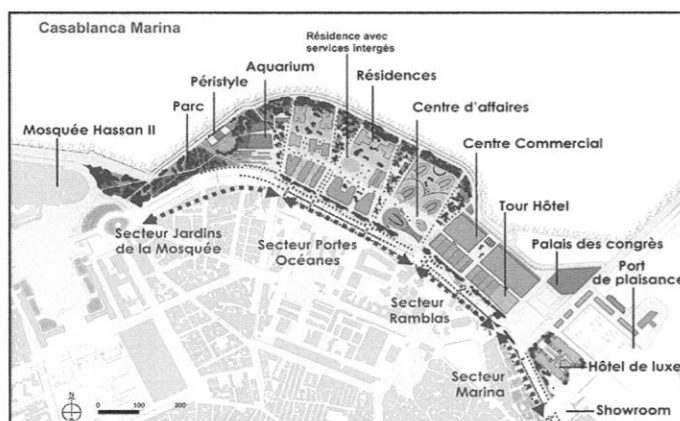 Casablanca Marina
Résidence avec
services intergés
Aquarium
Résidences
Péristyle
Centre d'affaires
Parc
Mosquée Hassan II
Centre Commercial
Tour Hôtel
Secteur Jardins
de la Mosquée
Secteur Portes
Océanes
Palais des congrès
Port
de plaisance
Secteur
Ramblas
Hôtel de luxe
Secteur
Marina
Showroom
N
0 100 200